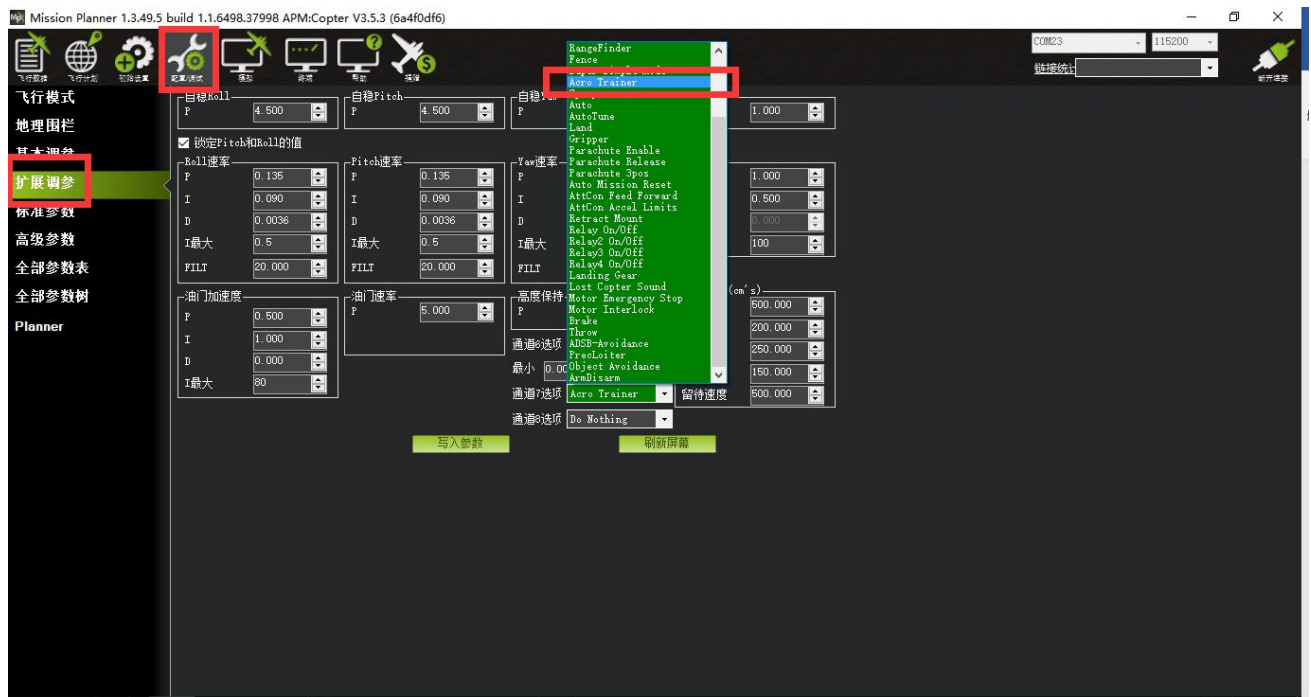 Mission Planner 1.3.49.5 build 1.1.6498.37998 APM:Copter V3.5.3 (6a4f0df6)
飞行数据 飞行计划 初始设置 配置/调试 模拟 终端 帮助 捐赠
COM23 115200
链接统计
断开连接
飞行模式
地理围栏
基本调参
扩展调参
标准参数
高级参数
全部参数表
全部参数树
Planner
自稳Roll
P 4.500
自稳Pitch
P 4.500
自稳Yaw
P
1.000
锁定Pitch和Roll的值
Roll速率
P 0.135
I 0.090
D 0.0036
I最大 0.5
FILT 20.000
Pitch速率
P 0.135
I 0.090
D 0.0036
I最大 0.5
FILT 20.000
Yaw速率
P
I
D
I最大
FILT
1.000
0.500
0.000
100
油门加速度
P 0.500
I 1.000
D 0.000
I最大 80
油门速率
P 5.000
高度保持
P
(cm's)
500.000
200.000
250.000
150.000
留待速度 500.000
通道6选项
最小 0.00
通道7选项 Acro Trainer
通道8选项 Do Nothing
RangeFinder
Fence
Acro Trainer
Auto
AutoTune
Land
Gripper
Parachute Enable
Parachute Release
Parachute 3pos
Auto Mission Reset
AttCon Feed Forward
AttCon Accel Limits
Retract Mount
Relay On/Off
Relay2 On/Off
Relay3 On/Off
Relay4 On/Off
Landing Gear
Lost Copter Sound
Motor Emergency Stop
Motor Interlock
Brake
Throw
ADSB-Avoidance
PrecLoiter
Object Avoidance
ArmDisarm
写入参数 刷新屏幕